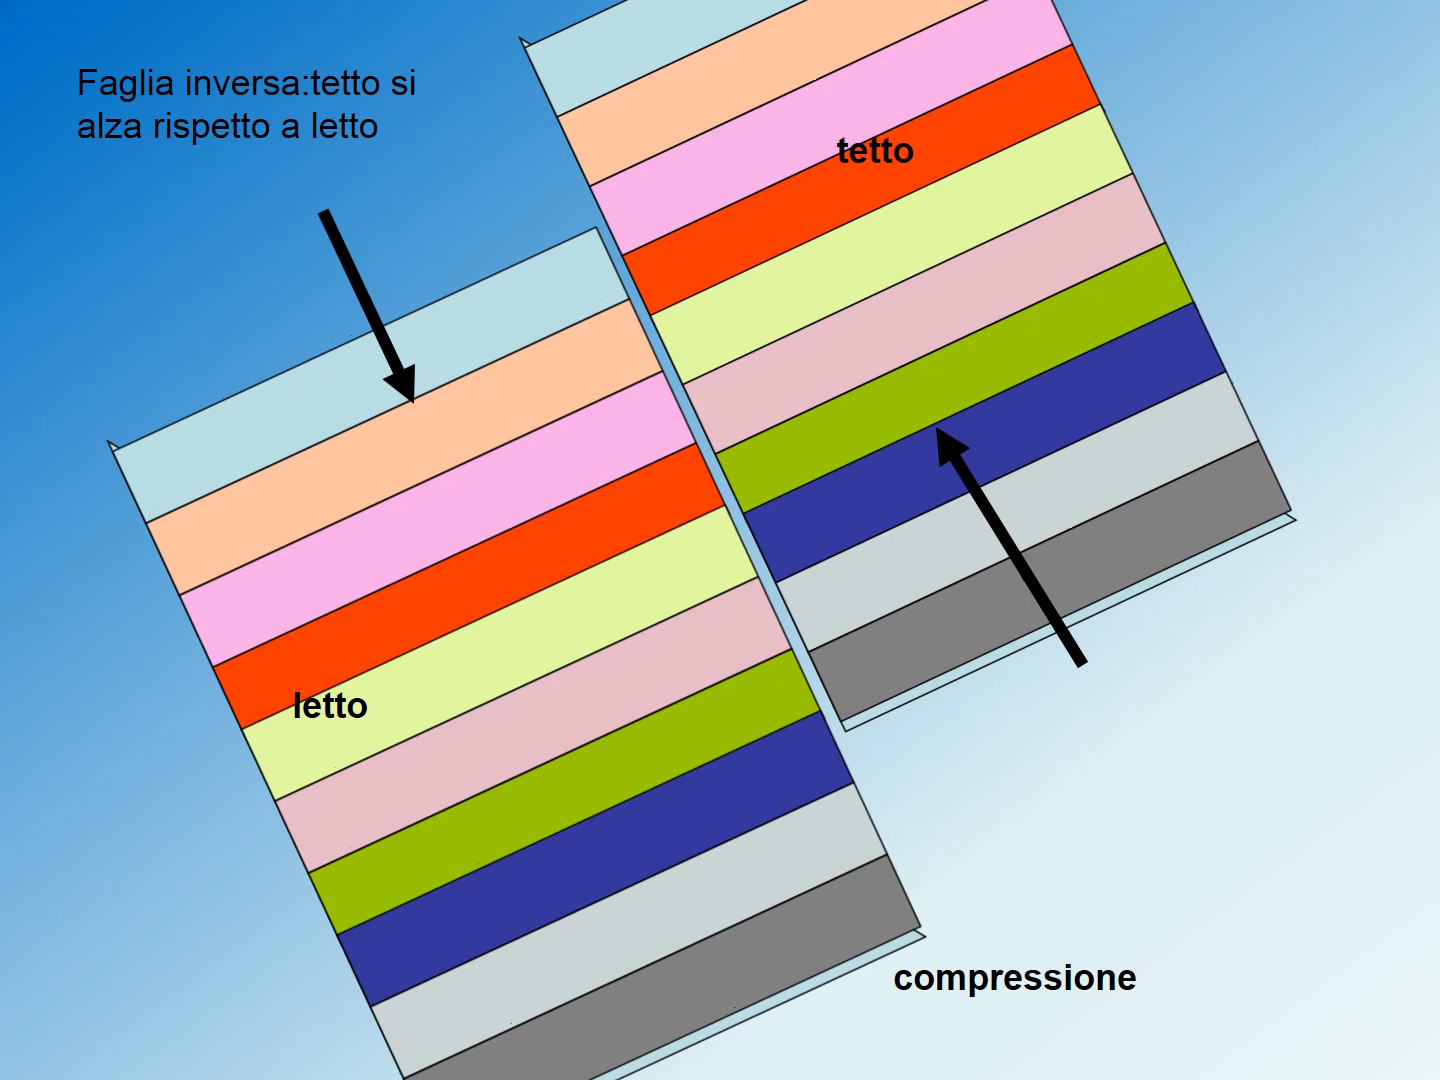 Faglia inversa:tetto si
alza rispetto a letto
tetto
letto
compressione